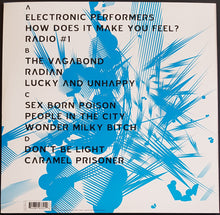 A
ELECTRONIC PERFORMERS
HOW DOES IT MAKE YOU FEEL?
RADIO #1
B
THE VAGABOND
RADIAN
LUCKY AND UNHAPPY
C
SEX BORN POISON
PEOPLE IN THE CITY
WONDER MILKY BITCH
DON'T BE LIGHT
CARAMEL PRISONER